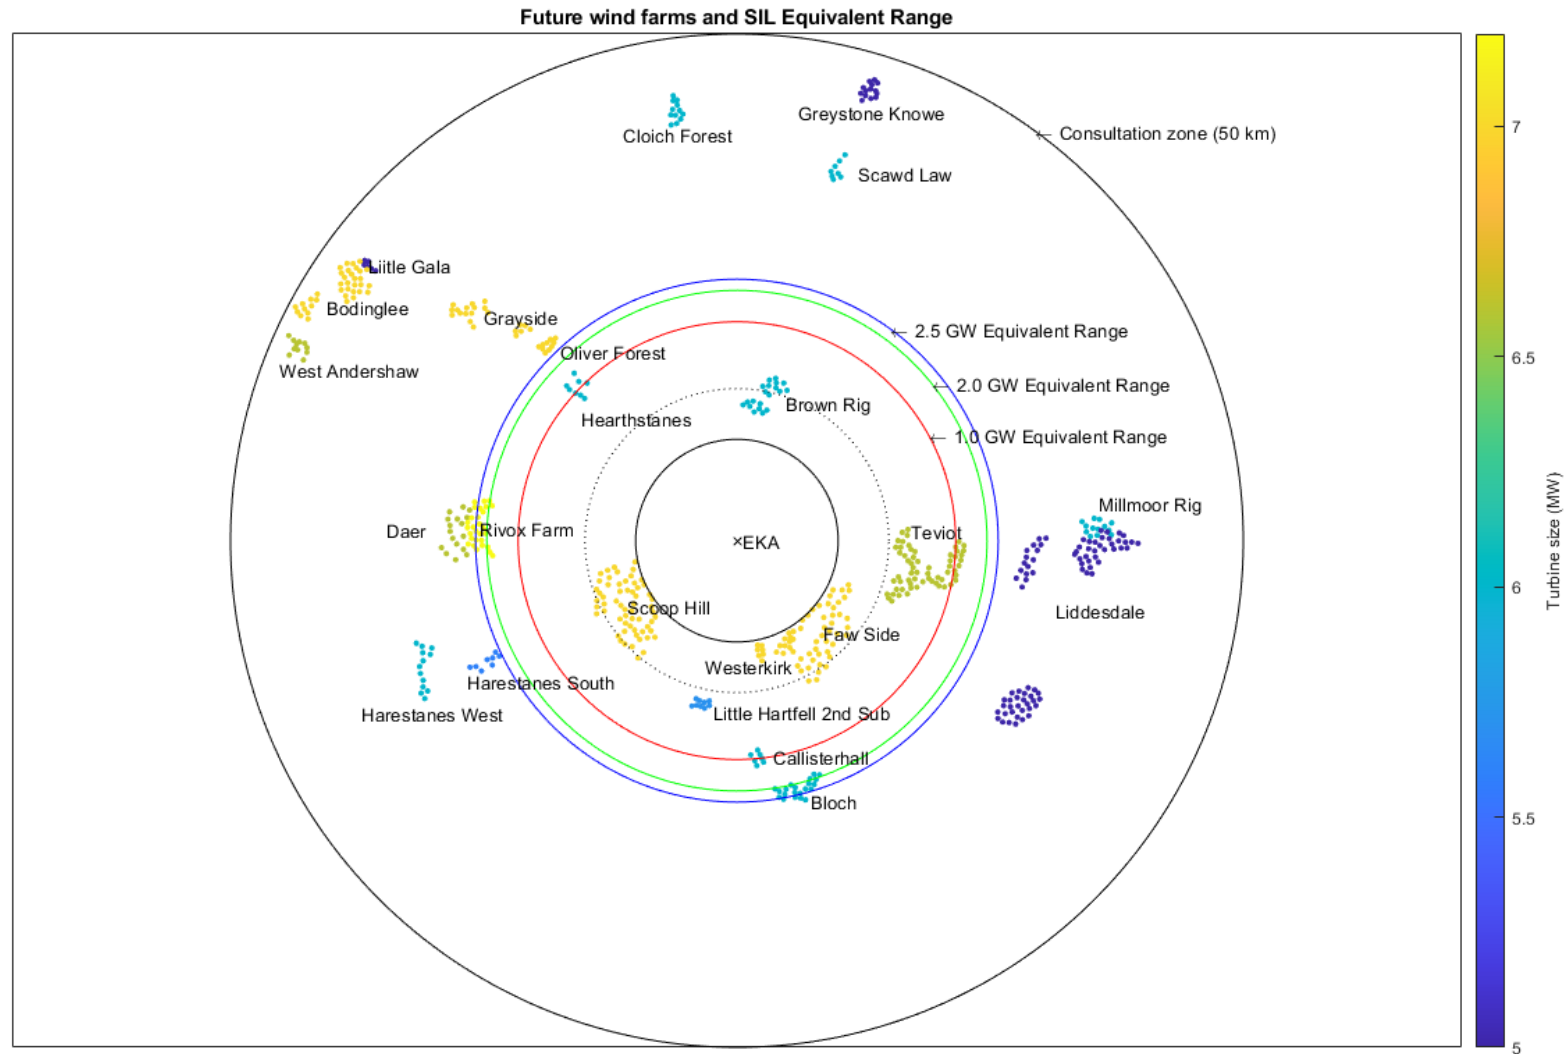 Future wind farms and SIL Equivalent Range
Greystone Knowe
Cloich Forest
Consultation zone (50 km)
Scawd Law
Liitle Gala
Bodinglee
Grayside
West Andershaw
Oliver Forest
2.5 GW Equivalent Range
2.0 GW Equivalent Range
Hearthstanes
Brown Rig
1.0 GW Equivalent Range
Daer
Rivox Farm
×EKA
Teviot
Millmoor Rig
Scoop Hill
Faw Side
Liddesdale
Westerkirk
Harestanes South
Harestanes West
Little Hartfell 2nd Sub
Callisterhall
Bloch
7
6.5
6
5.5
5
Turbine size (MW)